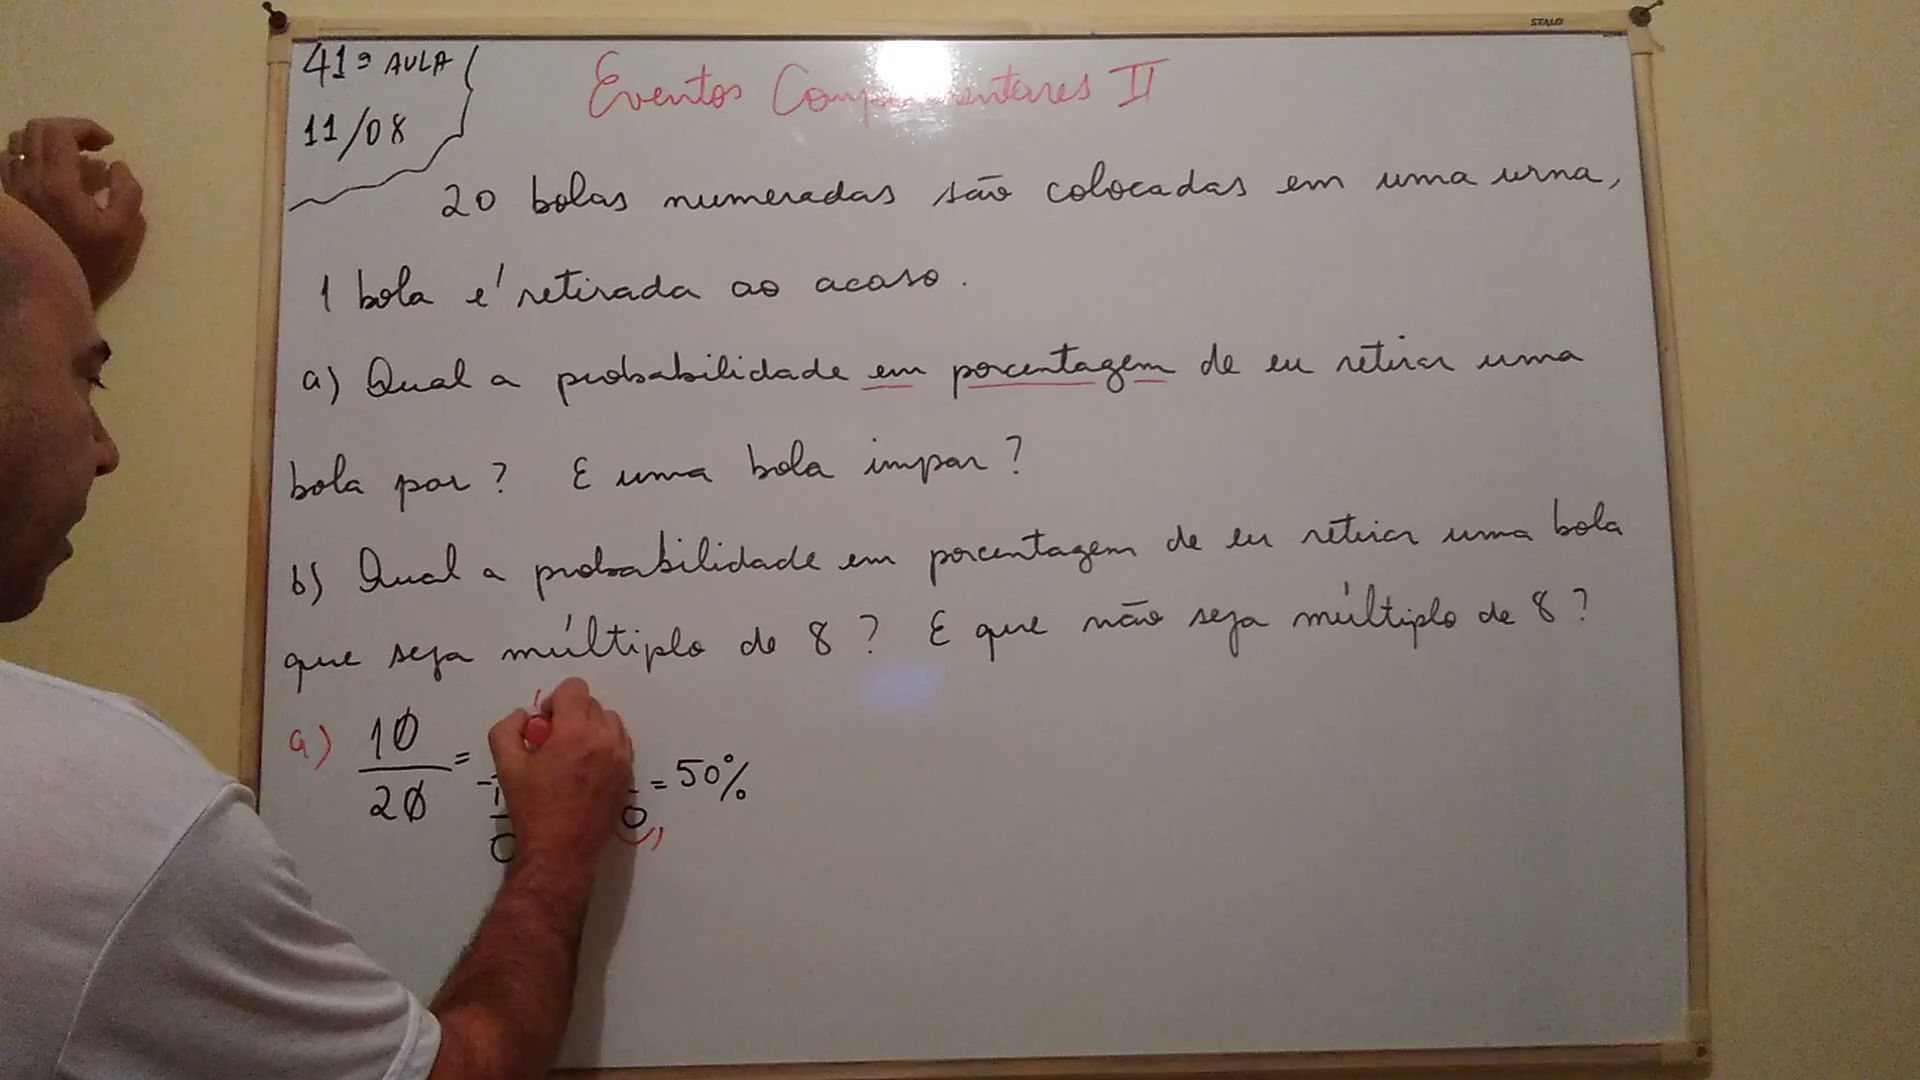 STALO
41ª AULA
11/08
Eventos Complementares II
20 bolas numeradas são colocadas em uma urna,
1 bola é retirada ao acaso.
a) Qual a probabilidade em porcentagem de eu retirar uma
bola par? E uma bola impar?
b) Qual a probabilidade em porcentagem de eu retirar uma bola
que seja múltiplo de 8? E que não seja múltiplo de 8?
a) 10/20 = = 50%